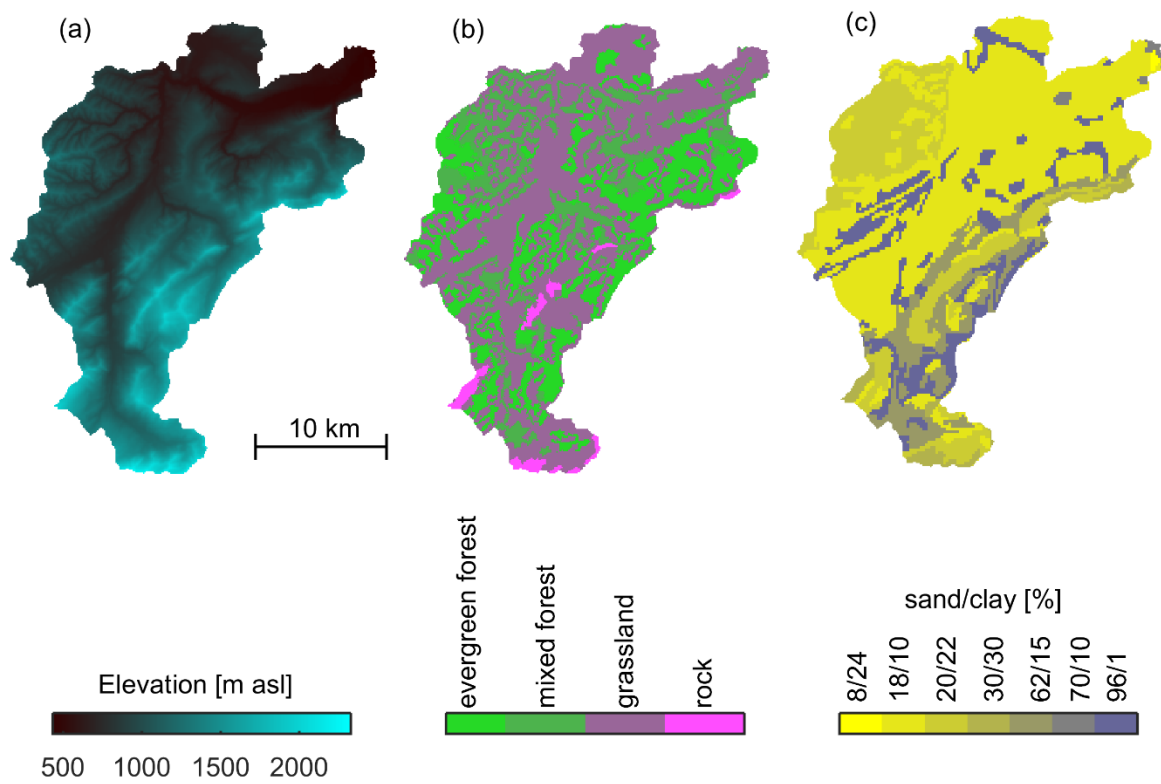 (a)
(b)
(c)
10 km
Elevation [m asl]
500 1000 1500 2000
evergreen forest
mixed forest
grassland
rock
sand/clay [%]
8/24
18/10
20/22
30/30
62/15
70/10
96/1